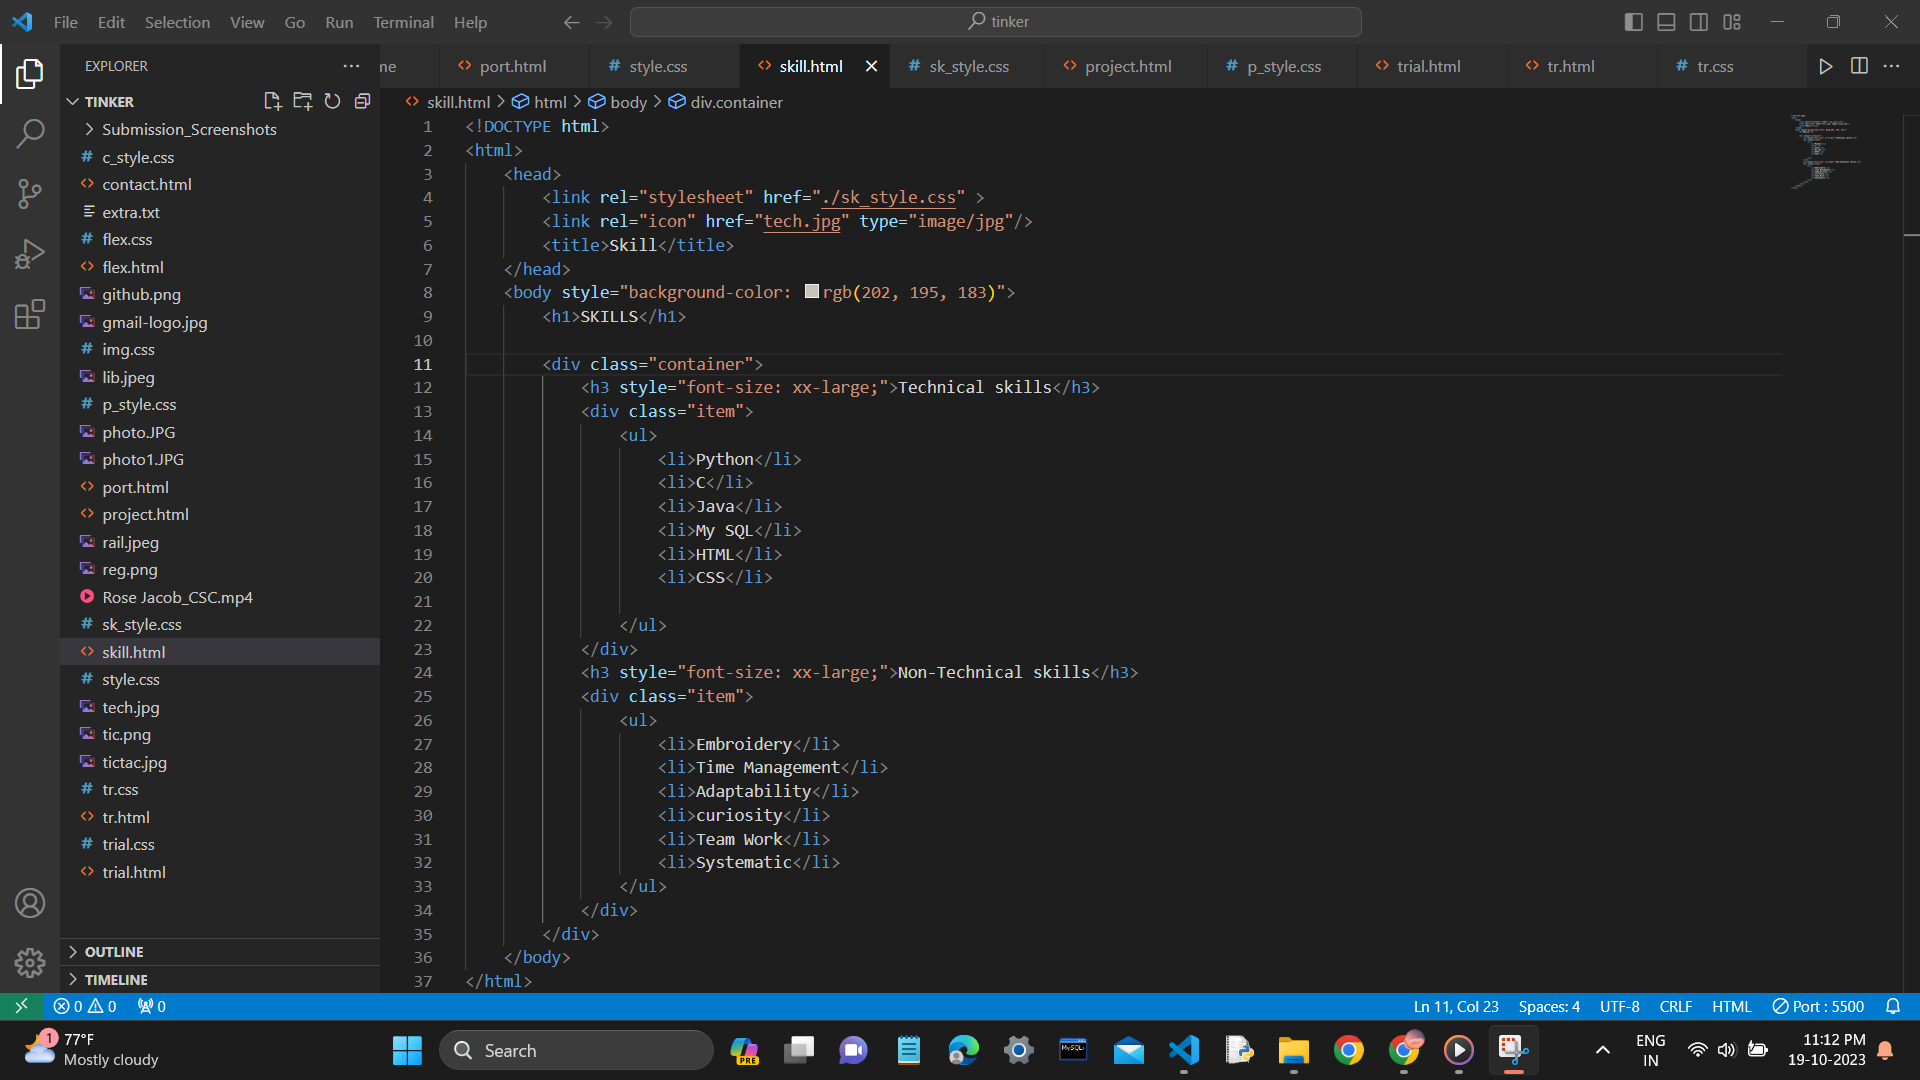 File Edit Selection View Go Run Terminal Help
tinker
EXPLORER
me port.html style.css skill.html sk_style.css project.html p_style.css trial.html tr.html tr.css
TINKER
skill.html > html > body > div.container
Submission_Screenshots
c_style.css
contact.html
extra.txt
flex.css
flex.html
github.png
gmail-logo.jpg
img.css
lib.jpeg
p_style.css
photo.JPG
photo1.JPG
port.html
project.html
rail.jpeg
reg.png
Rose Jacob_CSC.mp4
sk_style.css
skill.html
style.css
tech.jpg
tic.png
tictac.jpg
tr.css
tr.html
trial.css
trial.html
OUTLINE
TIMELINE
1 <!DOCTYPE html>
2 <html>
3 <head>
4 <link rel="stylesheet" href="./sk_style.css" >
5 <link rel="icon" href="tech.jpg" type="image/jpg"/>
6 <title>Skill</title>
7 </head>
8 <body style="background-color: rgb(202, 195, 183)">
9 <h1>SKILLS</h1>
10
11 <div class="container">
12 <h3 style="font-size: xx-large;">Technical skills</h3>
13 <div class="item">
14 <ul>
15 <li>Python</li>
16 <li>C</li>
17 <li>Java</li>
18 <li>My SQL</li>
19 <li>HTML</li>
20 <li>CSS</li>
21
22 </ul>
23 </div>
24 <h3 style="font-size: xx-large;">Non-Technical skills</h3>
25 <div class="item">
26 <ul>
27 <li>Embroidery</li>
28 <li>Time Management</li>
29 <li>Adaptability</li>
30 <li>curiosity</li>
31 <li>Team Work</li>
32 <li>Systematic</li>
33 </ul>
34 </div>
35 </div>
36 </body>
37 </html>
0 0 0 Ln 11, Col 23 Spaces: 4 UTF-8 CRLF HTML Port : 5500
1 77°F
Mostly cloudy
Search
PRE
MySQL
ENG
IN
11:12 PM
19-10-2023